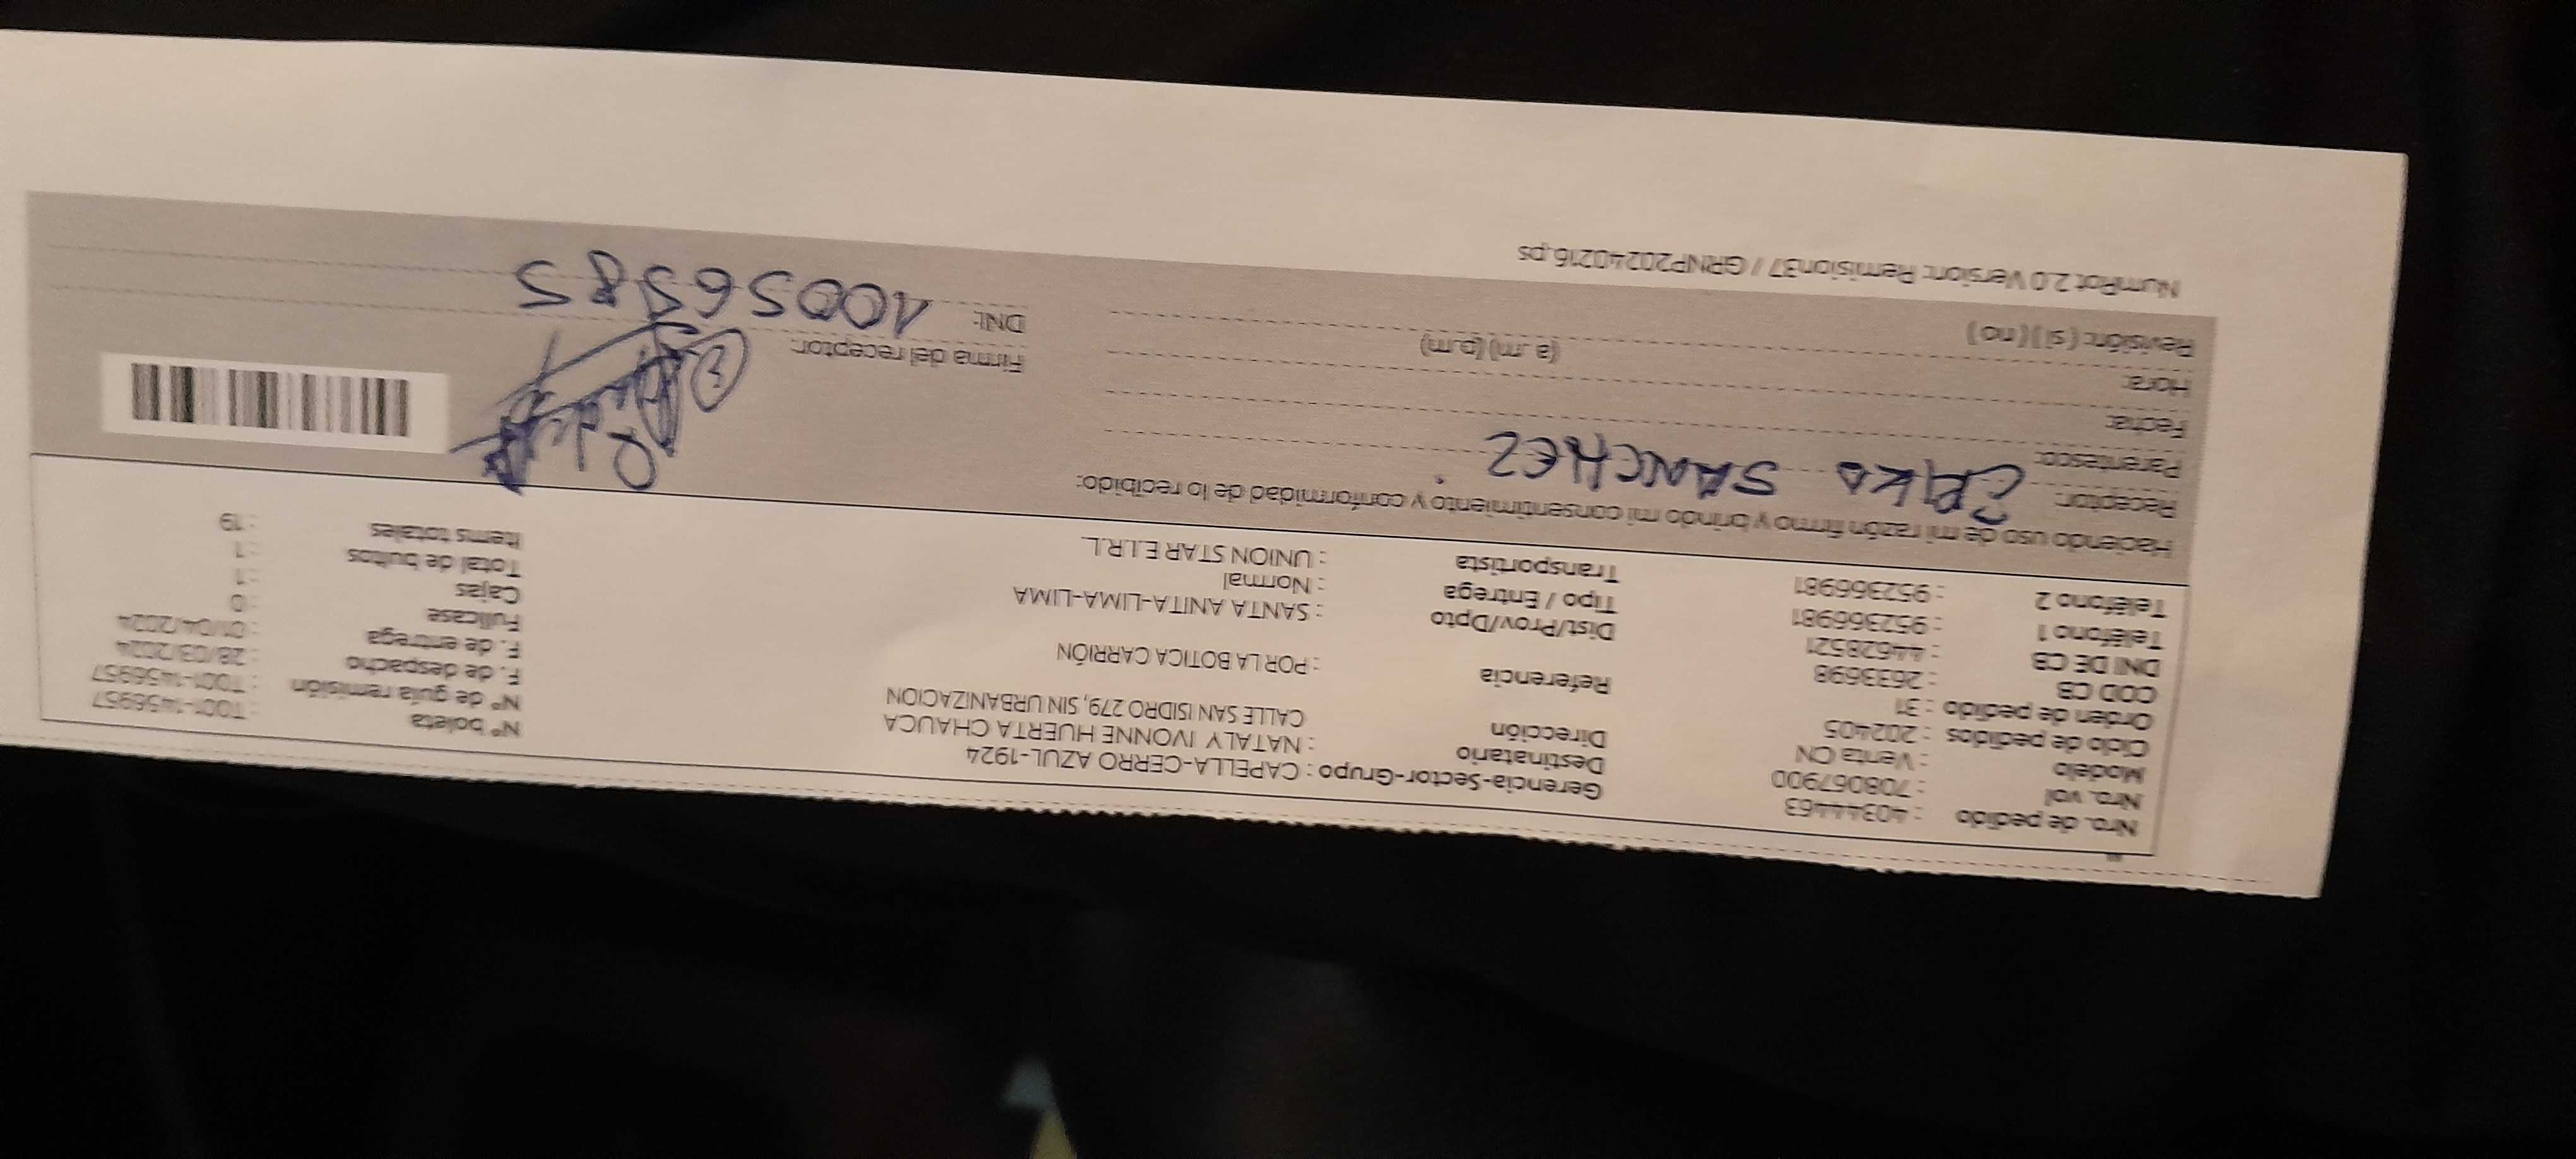 Nro. de pedido : 40344463
Nro. vol : 708067900
Modelo : Venta CN
Ciclo de pedidos : 202405
Orden de pedido : 31
COD CB : 2633698
DNI DE CB : 44628521
Teléfono 1 : 952366981
Teléfono 2 : 952366981
Gerencia-Sector-Grupo : CAPELLA-CERRO AZUL-1924
Destinatario : NATALY IVONNE HUERTA CHAUCA
Dirección CALLE SAN ISIDRO 279, SIN URBANIZACION
Referencia : POR LA BOTICA CARRIÓN
Dist/Prov/Dpto : SANTA ANITA-LIMA-LIMA
Tipo / Entrega : Normal
Transportista : UNION STAR E.I.R.L.
N° boleta : T001-1456957
N° de guía remisión : T001-1456957
F. de despacho : 28/03/2024
F. de entrega : 01/04/2024
Fullcase : 0
Cajas : 1
Total de bultos : 1
Items totales : 19
Haciendo uso de mi razón firmo y brindo mi consentimiento y conformidad de lo recibido:
Receptor: SANCHEZ
Parentesco:
Fecha:
Hora: (a .m) (p.m)
Revisión: ( si ) ( no )
Firma del receptor:
DNI: 10056585
NumRot 2.0 Version: Remision37 / GRNP20240216.ps